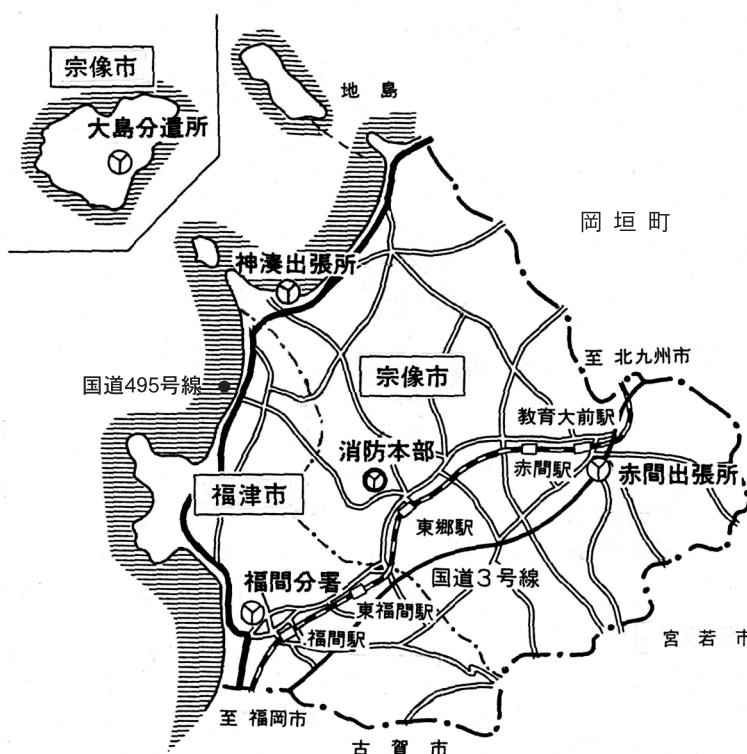 宗像市
大島分遣所
地島
岡垣町
神湊出張所
至 北九州市
国道495号線
宗像市
教育大前駅
消防本部
赤間駅
赤間出張所
福津市
東郷駅
国道3号線
福間分署
東福間駅
福間駅
宮若市
至 福岡市
古賀市